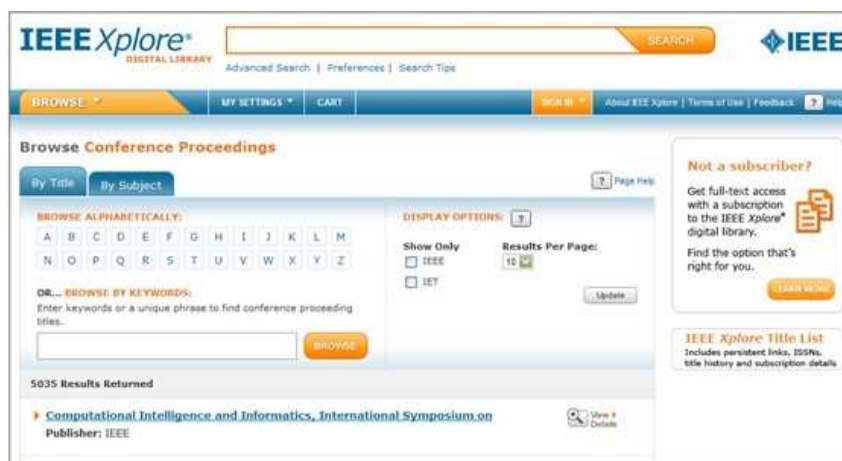 IEEE Xplore®
DIGITAL LIBRARY
SEARCH
IEEE
Advanced Search | Preferences | Search Tips
BROWSE
MY SETTINGS
CART
SIGN IN
About IEEE Xplore | Terms of Use | Feedback
? Help
Browse Conference Proceedings
By Title
By Subject
? Page Help
BROWSE ALPHABETICALLY:
A B C D E F G H I J K L M
N O P Q R S T U V W X Y Z
OR... BROWSE BY KEYWORDS:
Enter keywords or a unique phrase to find conference proceeding
titles.
BROWSE
DISPLAY OPTIONS: ?
Show Only
IEEE
IET
Results Per Page:
10
Update
5035 Results Returned
Computational Intelligence and Informatics, International Symposium on
Publisher: IEEE
View
Details
Not a subscriber?
Get full-text access
with a subscription
to the IEEE Xplore®
digital library.
Find the option that's
right for you.
LEARN MORE
IEEE Xplore Title List
Includes persistent links, ISSNs,
title history and subscription details